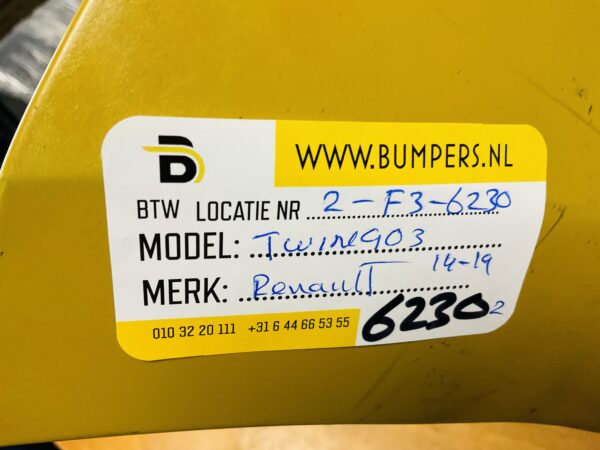 B
WWW.BUMPERS.NL
BTW LOCATIE NR 2-F3-6230
MODEL: TWINGO3
14-19
MERK: Renault
010 32 20 111 +31 6 44 66 53 55
6230 2